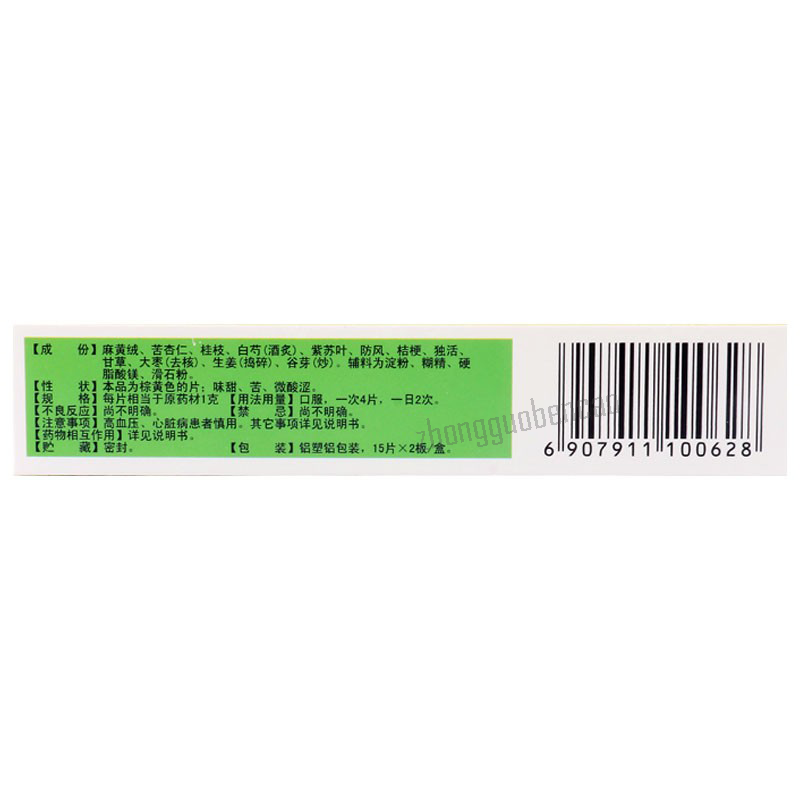 【成 份】麻黄绒、苦杏仁、桂枝、白芍(酒炙)、紫苏叶、防风、桔梗、独活、
甘草、大枣(去核)、生姜(捣碎)、谷芽(炒)。辅料为淀粉、糊精、硬
脂酸镁、滑石粉。
【性 状】本品为棕黄色的片；味甜、苦、微酸涩。
【规 格】每片相当于原药材1克【用法用量】口服，一次4片，一日2次。
【不良反应】尚不明确。 【禁 忌】尚不明确。
【注意事项】高血压、心脏病患者慎用。其它事项详见说明书。
【药物相互作用】详见说明书。
【贮 藏】密封。 【包 装】铝塑铝包装，15片×2板/盒。
zhongguobencao
6 907911 100628